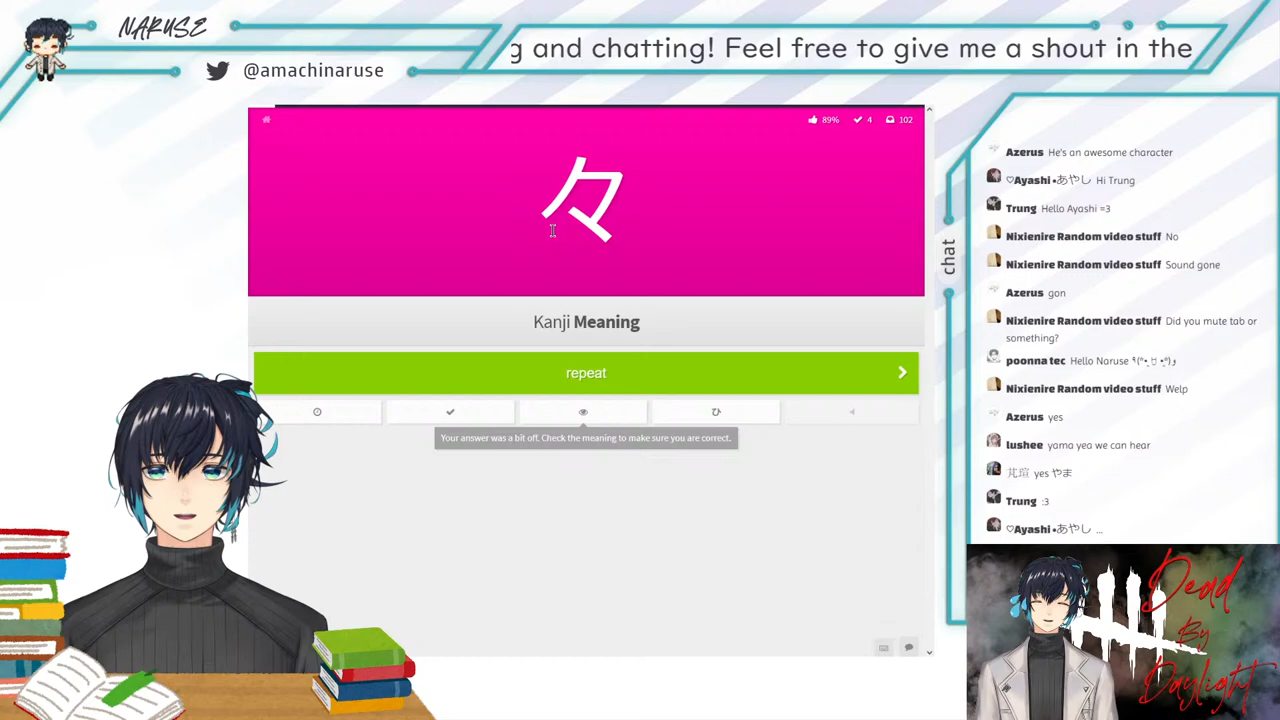 NARUSE
@amachinaruse
g and chatting! Feel free to give me a shout in the
89% 4 102
々
Kanji Meaning
repeat
ひ
Your answer was a bit off. Check the meaning to make sure you are correct.
chat
Azerus He's an awesome character
♡Ayashi•あやし Hi Trung
Trung Hello Ayashi =3
Nixienire Random video stuff No
Nixienire Random video stuff Sound gone
Azerus gon
Nixienire Random video stuff Did you mute tab or
something?
poonna tec Hello Naruse
Nixienire Random video stuff Welp
Azerus yes
lushee yama yea we can hear
yes やま
Trung :3
♡Ayashi•あやし ...
Dead
By
Daylight